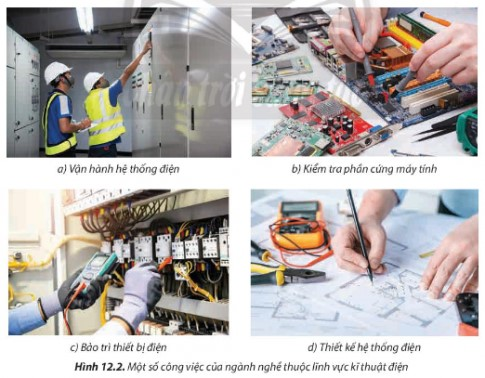 a) Vận hành hệ thống điện
b) Kiểm tra phần cứng máy tính
c) Bảo trì thiết bị điện
d) Thiết kế hệ thống điện
Hình 12.2. Một số công việc của ngành nghề thuộc lĩnh vực kĩ thuật điện